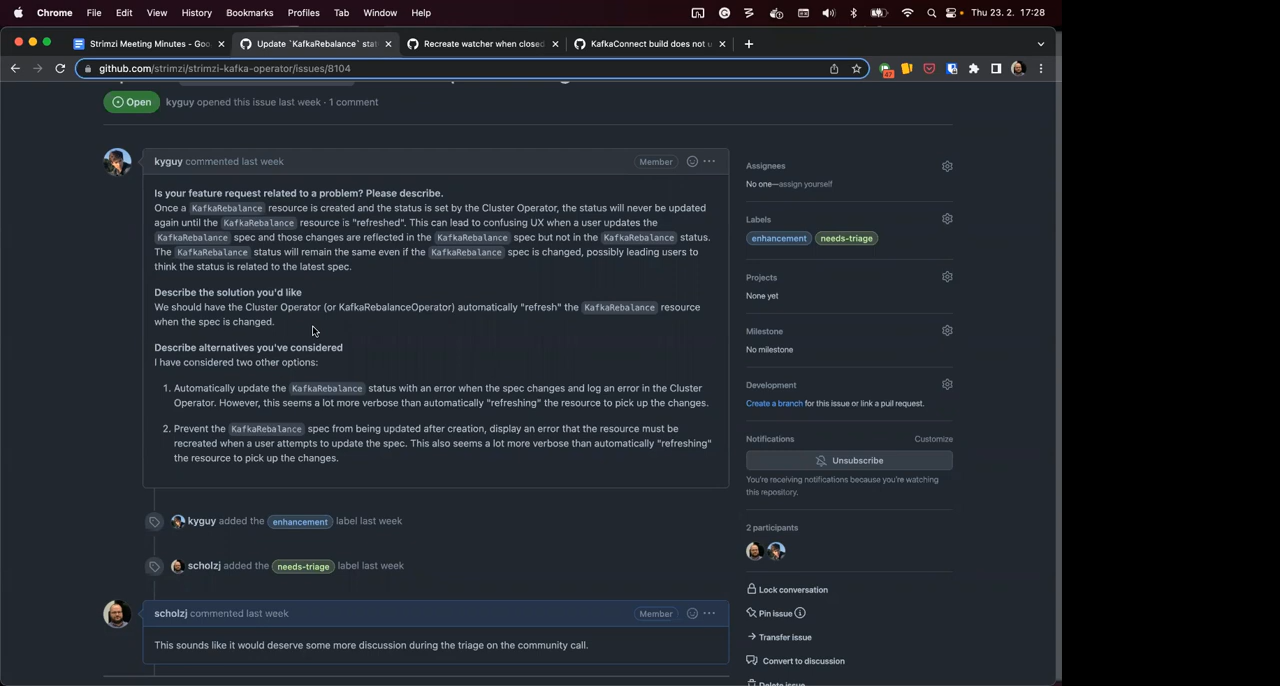 Chrome File Edit View History Bookmarks Profiles Tab Window Help Thu 23. 2. 17:28
Strimzi Meeting Minutes - Goo Update `KafkaRebalance` stat Recreate watcher when closed KafkaConnect build does not u
github.com/strimzi/strimzi-kafka-operator/issues/8104 47
Open kyguy opened this issue last week · 1 comment
kyguy commented last week Member
Is your feature request related to a problem? Please describe.
Once a KafkaRebalance resource is created and the status is set by the Cluster Operator, the status will never be updated
again until the KafkaRebalance resource is "refreshed". This can lead to confusing UX when a user updates the
KafkaRebalance spec and those changes are reflected in the KafkaRebalance spec but not in the KafkaRebalance status.
The KafkaRebalance status will remain the same even if the KafkaRebalance spec is changed, possibly leading users to
think the status is related to the latest spec.
Describe the solution you'd like
We should have the Cluster Operator (or KafkaRebalanceOperator) automatically "refresh" the KafkaRebalance resource
when the spec is changed.
Describe alternatives you've considered
I have considered two other options:
1. Automatically update the KafkaRebalance status with an error when the spec changes and log an error in the Cluster
Operator. However, this seems a lot more verbose than automatically "refreshing" the resource to pick up the changes.
2. Prevent the KafkaRebalance spec from being updated after creation, display an error that the resource must be
recreated when a user attempts to update the spec. This also seems a lot more verbose than automatically "refreshing"
the resource to pick up the changes.
kyguy added the enhancement label last week
scholzj added the needs-triage label last week
scholzj commented last week Member
This sounds like it would deserve some more discussion during the triage on the community call.
Assignees
No one—assign yourself
Labels
enhancement needs-triage
Projects
None yet
Milestone
No milestone
Development
Create a branch for this issue or link a pull request.
Notifications Customize
Unsubscribe
You're receiving notifications because you're watching
this repository.
2 participants
Lock conversation
Pin issue
Transfer issue
Convert to discussion
Delete issue